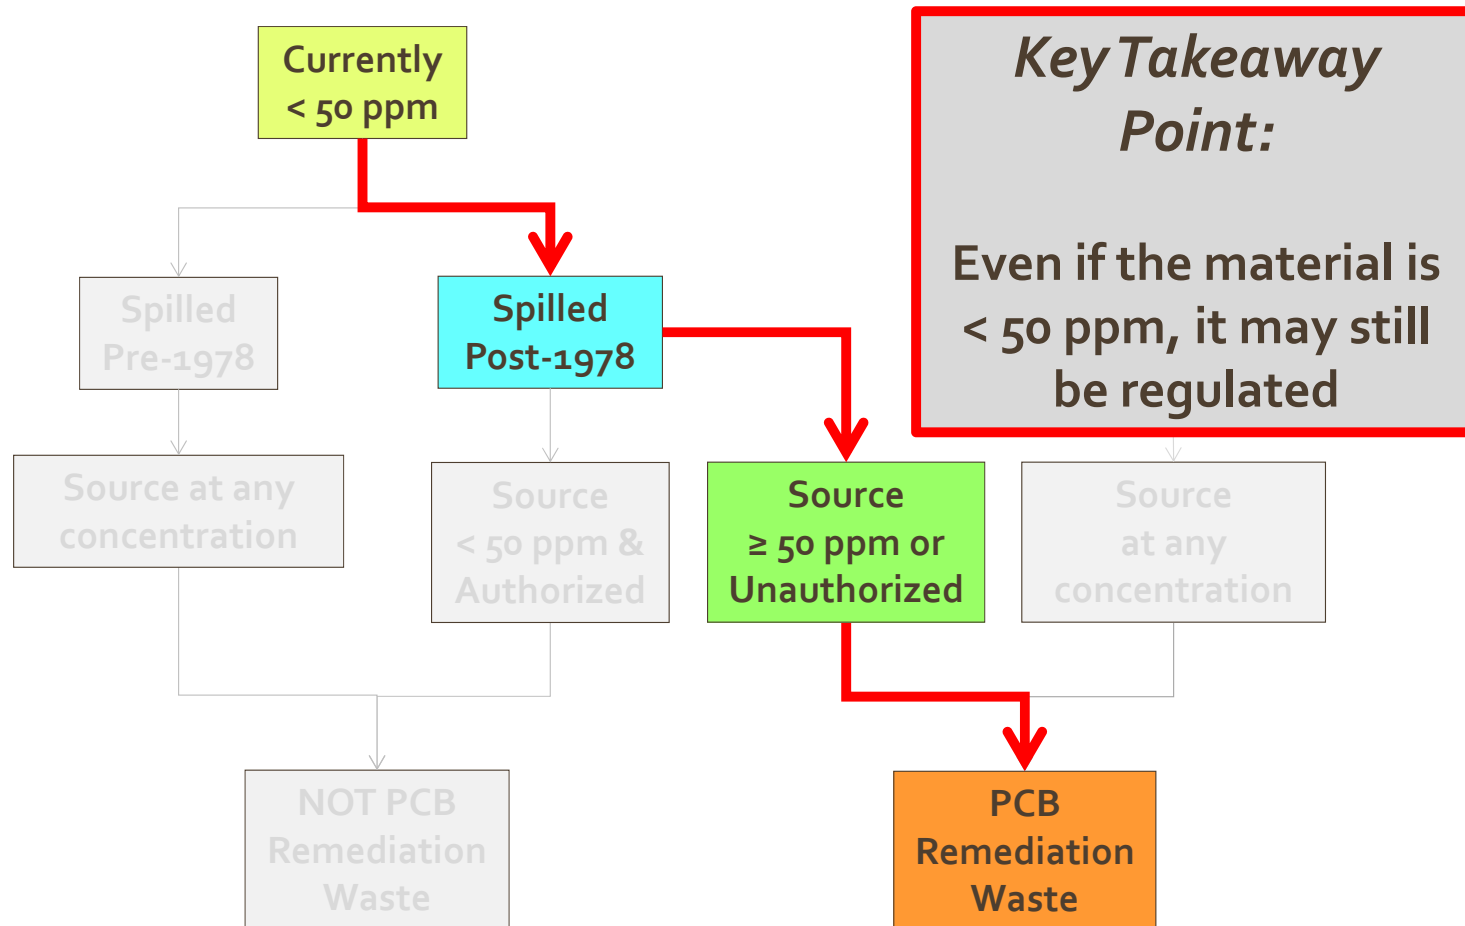 Currently
< 50 ppm
Key Takeaway
Point:
Even if the material is
< 50 ppm, it may still
be regulated
Spilled
Pre-1978
Spilled
Post-1978
Source at any
concentration
Source
< 50 ppm &
Authorized
Source
≥ 50 ppm or
Unauthorized
Source
at any
concentration
NOT PCB
Remediation
Waste
PCB
Remediation
Waste